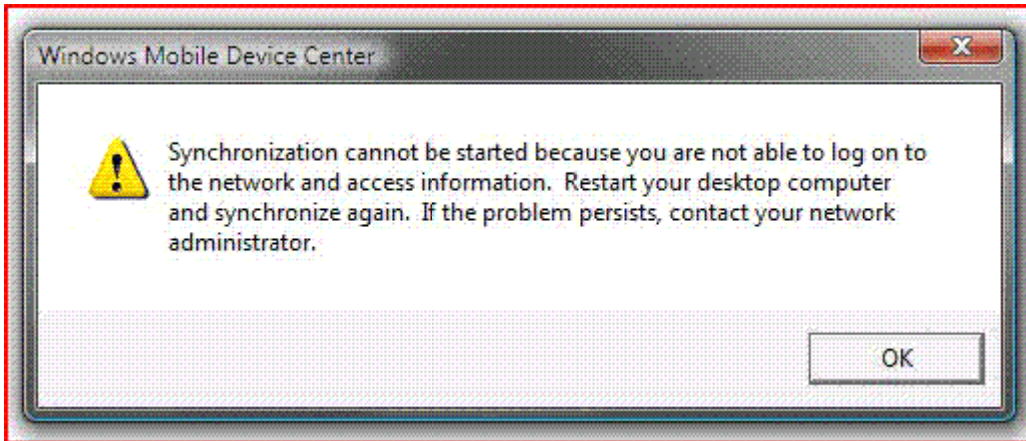 Windows Mobile Device Center
Synchronization cannot be started because you are not able to log on to
the network and access information.  Restart your desktop computer
and synchronize again.  If the problem persists, contact your network
administrator.
OK